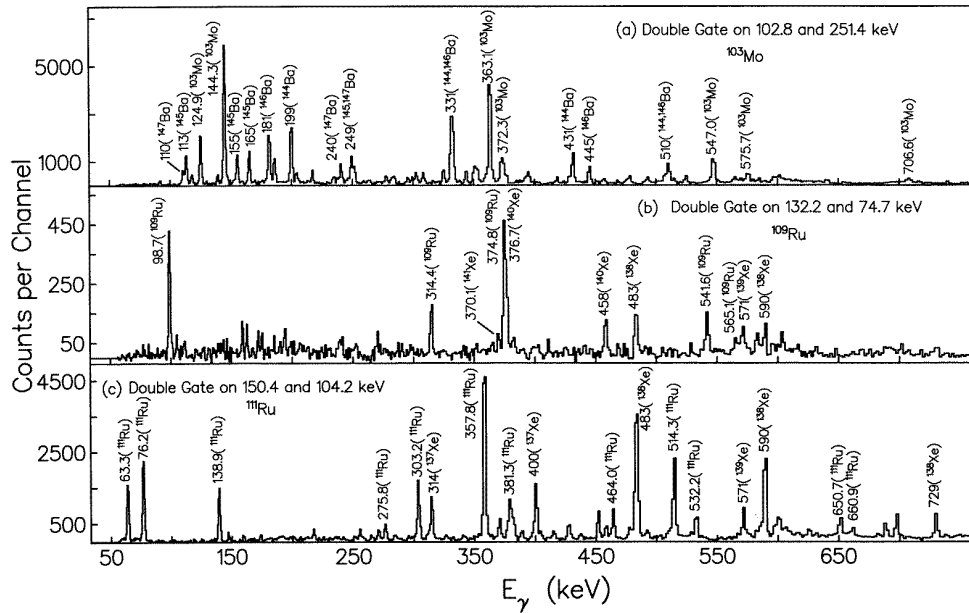 (a) Double Gate on 102.8 and 251.4 keV
¹⁰³Mo
5000
1000
110(¹⁴⁷Ba)
113(¹⁴⁵Ba)
124.9(¹⁰³Mo)
144.3(¹⁰³Mo)
155(¹⁴⁵Ba)
165(¹⁴⁵Ba)
181(¹⁴⁶Ba)
199(¹⁴⁴Ba)
240(¹⁴⁷Ba)
249(¹⁴⁵,¹⁴⁷Ba)
331(¹⁴⁴,¹⁴⁶Ba)
363.1(¹⁰³Mo)
372.3(¹⁰³Mo)
431(¹⁴⁴Ba)
445(¹⁴⁶Ba)
510(¹⁴⁴,¹⁴⁶Ba)
547.0(¹⁰³Mo)
575.7(¹⁰³Mo)
706.6(¹⁰³Mo)
Counts per Channel
(b) Double Gate on 132.2 and 74.7 keV
¹⁰⁹Ru
450
250
50
98.7(¹⁰⁹Ru)
314.4(¹⁰⁹Ru)
370.1(¹⁴¹Xe)
374.8(¹⁰⁹Ru)
376.7(¹⁴⁰Xe)
458(¹⁴⁰Xe)
483(¹³⁸Xe)
541.6(¹⁰⁹Ru)
565.1(¹⁰⁹Ru)
571(¹³⁹Xe)
590(¹³⁸Xe)
(c) Double Gate on 150.4 and 104.2 keV
¹¹¹Ru
4500
2500
500
63.3(¹¹¹Ru)
76.2(¹¹¹Ru)
138.9(¹¹¹Ru)
275.8(¹¹¹Ru)
303.2(¹¹¹Ru)
314(¹³⁷Xe)
357.8(¹¹¹Ru)
381.3(¹¹¹Ru)
400(¹³⁷Xe)
464.0(¹¹¹Ru)
483(¹³⁸Xe)
514.3(¹¹¹Ru)
532.2(¹¹¹Ru)
571(¹³⁹Xe)
590(¹³⁸Xe)
650.7(¹¹¹Ru)
660.9(¹¹¹Ru)
729(¹³⁸Xe)
50 150 250 350 450 550 650
Eγ (keV)